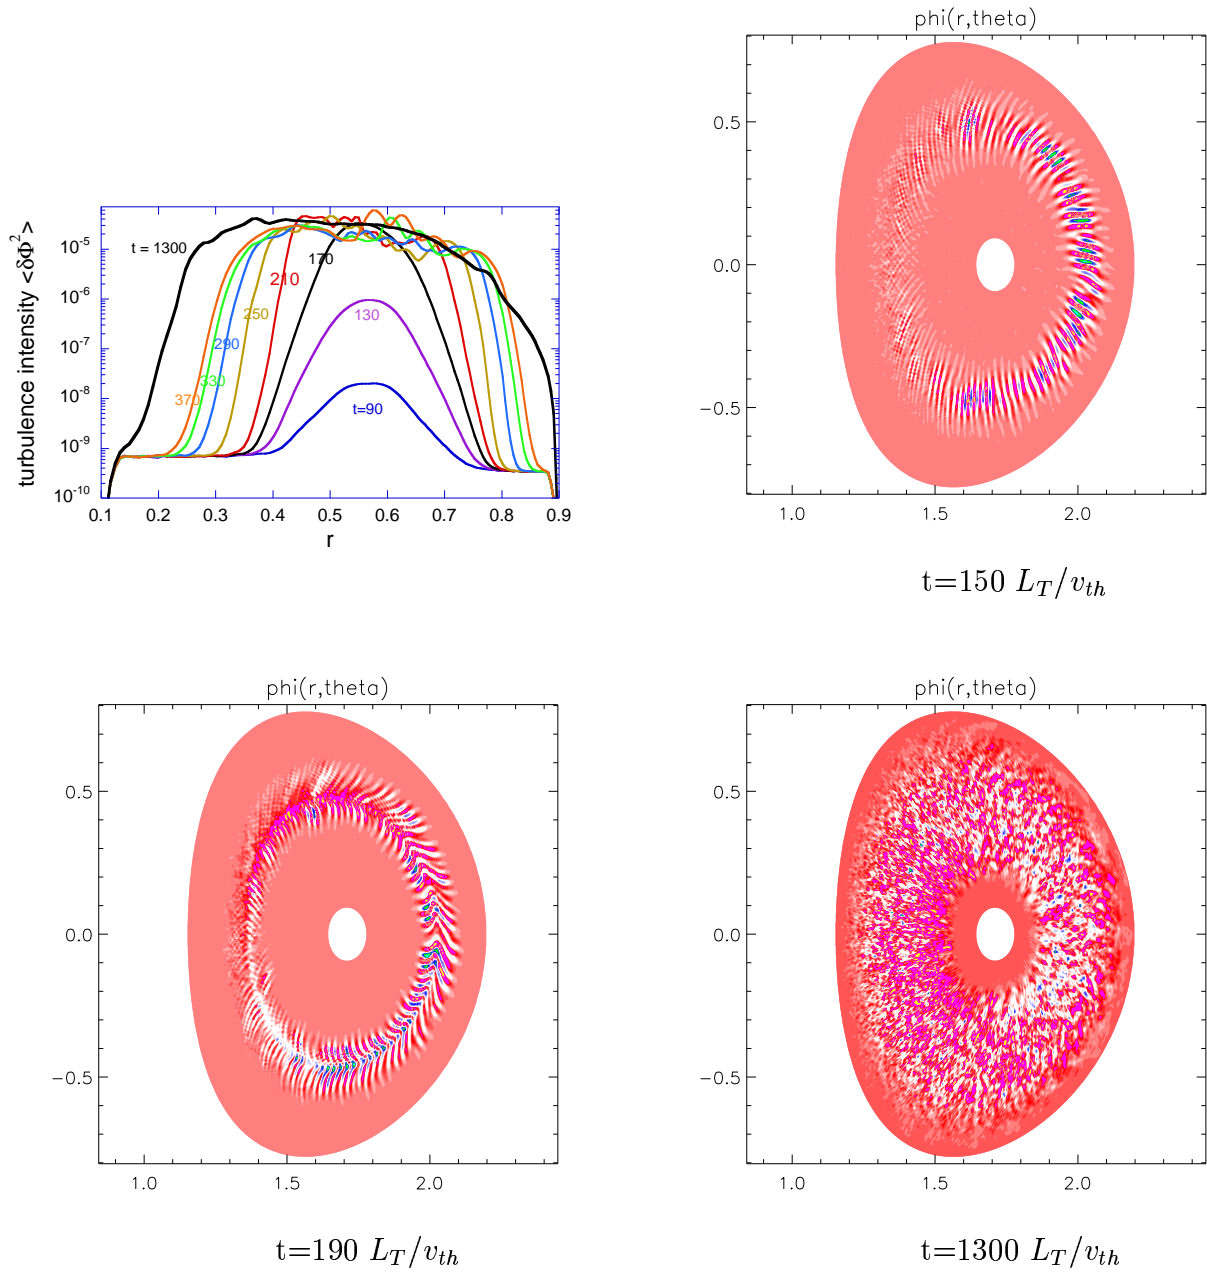 turbulence intensity <δΦ²>
10⁻⁵
10⁻⁶
10⁻⁷
10⁻⁸
10⁻⁹
10⁻¹⁰
t = 1300
170
210
250
130
290
330
370
t=90
0.1 0.2 0.3 0.4 0.5 0.6 0.7 0.8 0.9
r
phi(r,theta)
0.5
0.0
−0.5
1.0 1.5 2.0
t=150 L_T/v_th
phi(r,theta)
0.5
0.0
−0.5
1.0 1.5 2.0
t=190 L_T/v_th
phi(r,theta)
0.5
0.0
−0.5
1.0 1.5 2.0
t=1300 L_T/v_th